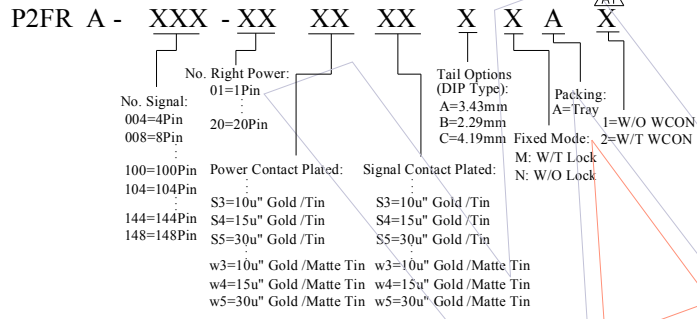 P2FR A - XXX - XX XX XX X X A X
A1
No. Signal:
004=4Pin
008=8Pin
100=100Pin
104=104Pin
144=144Pin
148=148Pin
No. Right Power:
01=1Pin
20=20Pin
Power Contact Plated:
S3=10u" Gold /Tin
S4=15u" Gold /Tin
S5=30u" Gold /Tin
w3=10u" Gold /Matte Tin
w4=15u" Gold /Matte Tin
w5=30u" Gold /Matte Tin
Signal Contact Plated:
S3=10u" Gold /Tin
S4=15u" Gold /Tin
S5=30u" Gold /Tin
w3=10u" Gold /Matte Tin
w4=15u" Gold /Matte Tin
w5=30u" Gold /Matte Tin
Tail Options
(DIP Type):
A=3.43mm
B=2.29mm
C=4.19mm
Fixed Mode:
M: W/T Lock
N: W/O Lock
Packing:
A=Tray
1=W/O WCON
2=W/T WCON